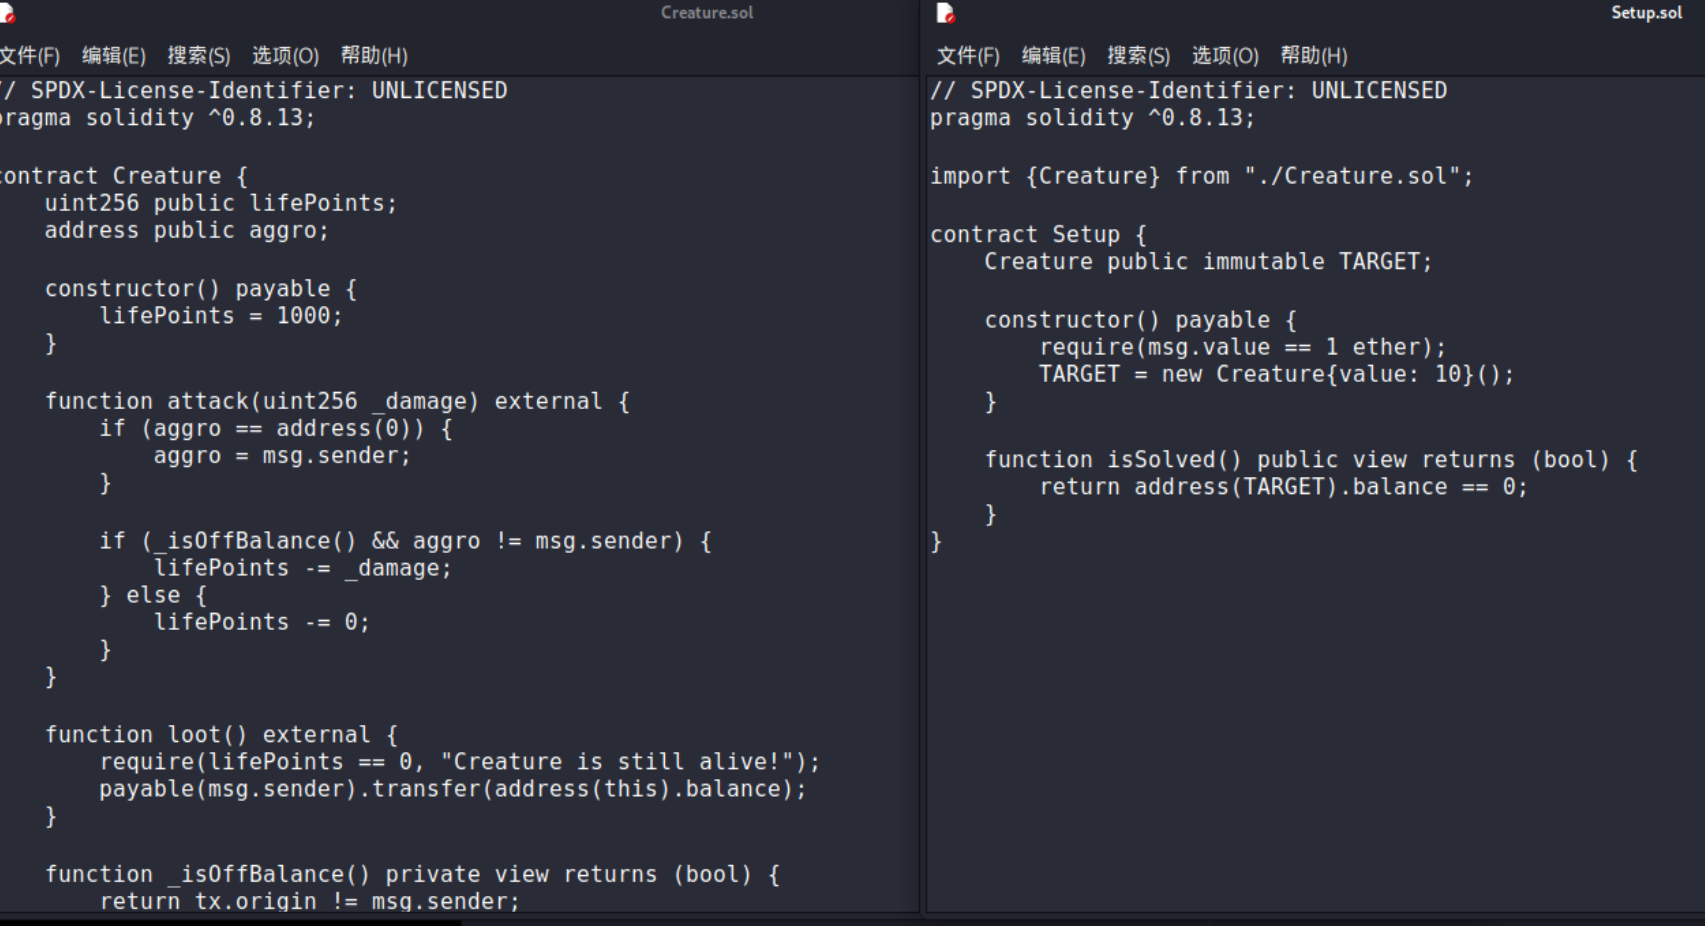 Creature.sol
文件(F) 编辑(E) 搜索(S) 选项(O) 帮助(H)
// SPDX-License-Identifier: UNLICENSED
pragma solidity ^0.8.13;
contract Creature {
uint256 public lifePoints;
address public aggro;
constructor() payable {
lifePoints = 1000;
}
function attack(uint256 _damage) external {
if (aggro == address(0)) {
aggro = msg.sender;
}
if (_isOffBalance() && aggro != msg.sender) {
lifePoints -= _damage;
} else {
lifePoints -= 0;
}
}
function loot() external {
require(lifePoints == 0, "Creature is still alive!");
payable(msg.sender).transfer(address(this).balance);
}
function _isOffBalance() private view returns (bool) {
return tx.origin != msg.sender;
Setup.sol
文件(F) 编辑(E) 搜索(S) 选项(O) 帮助(H)
// SPDX-License-Identifier: UNLICENSED
pragma solidity ^0.8.13;
import {Creature} from "./Creature.sol";
contract Setup {
Creature public immutable TARGET;
constructor() payable {
require(msg.value == 1 ether);
TARGET = new Creature{value: 10}();
}
function isSolved() public view returns (bool) {
return address(TARGET).balance == 0;
}
}